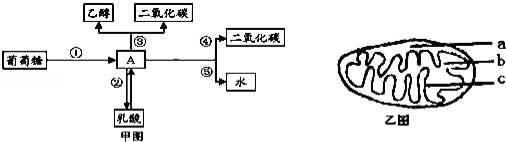 乙醇 二氧化碳
③ ④ 二氧化碳
葡萄糖 ① A
② ⑤ 水
乳酸
甲图
a
b
c
乙图